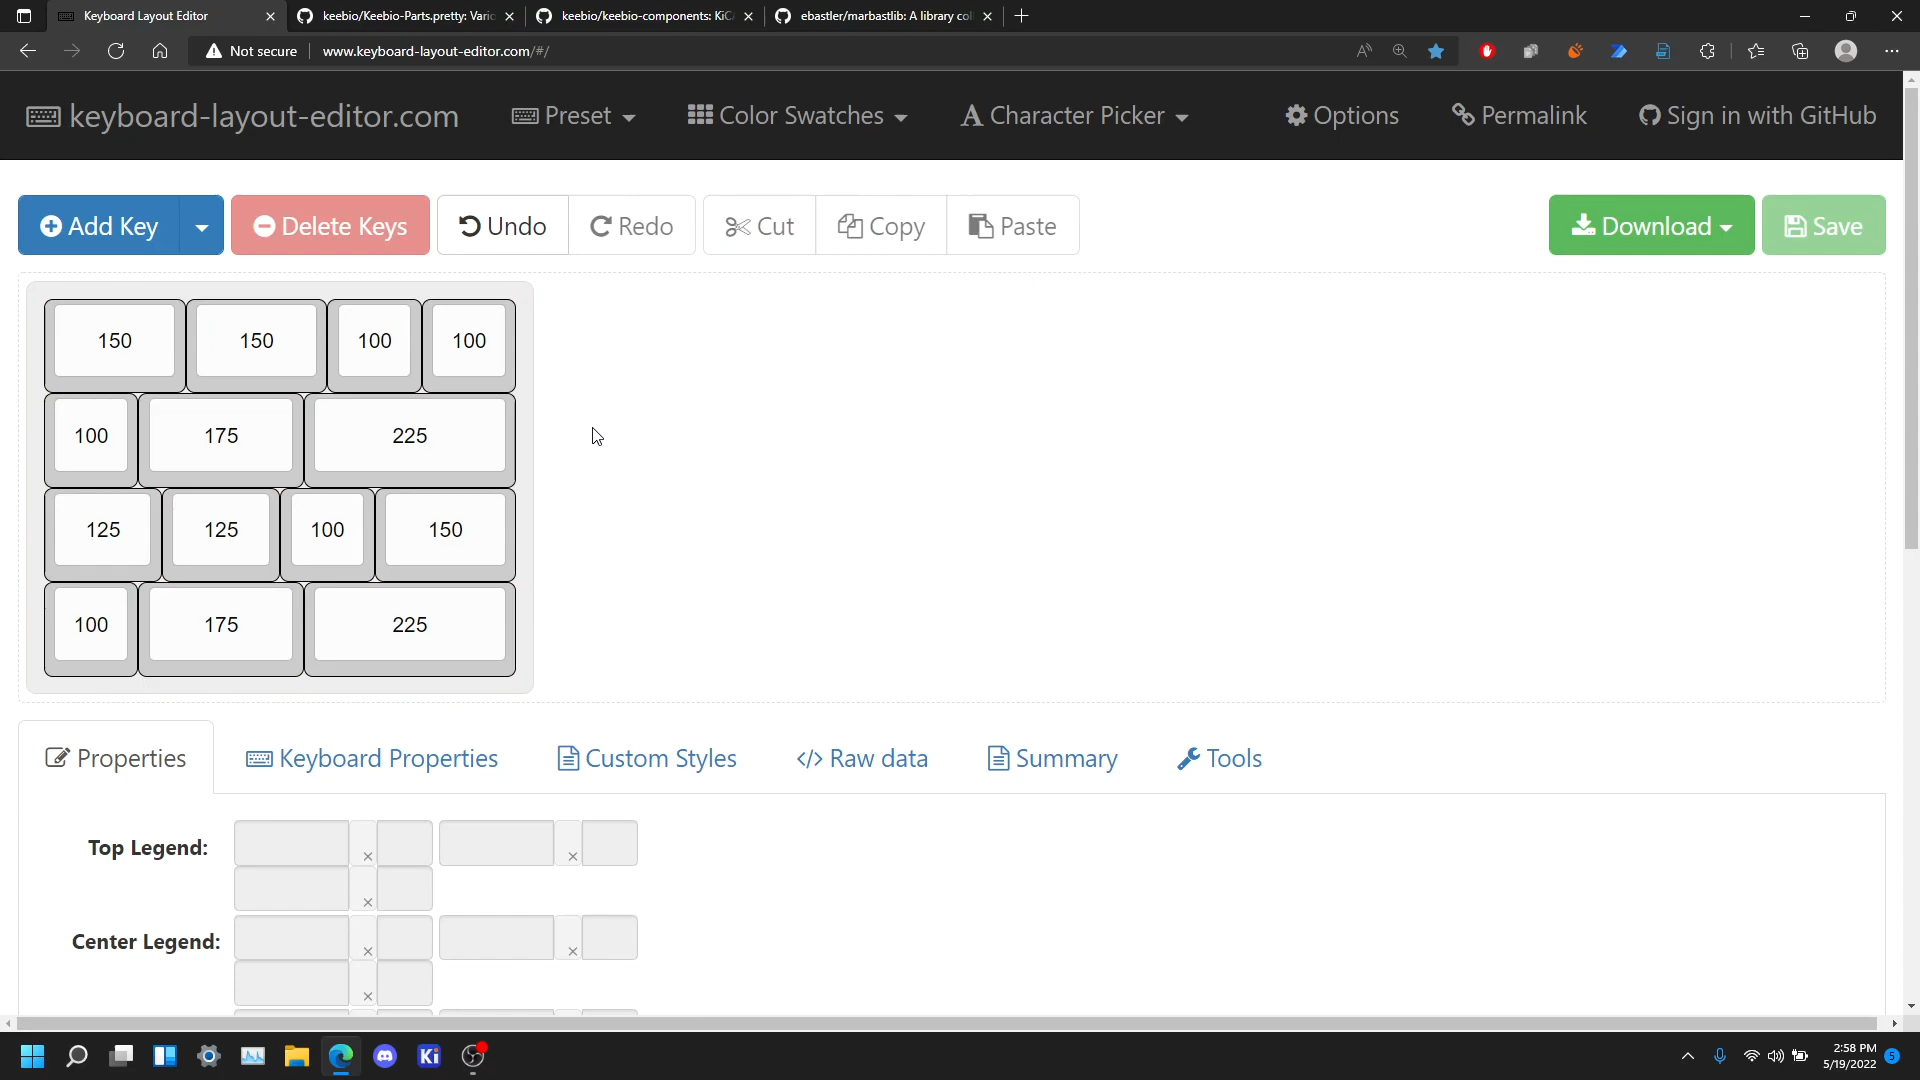 Keyboard Layout Editor
keebio/Keebio-Parts.pretty: Vario
keebio/keebio-components: KiC
ebastler/marbastlib: A library col
Not secure
www.keyboard-layout-editor.com/#/
keyboard-layout-editor.com
Preset
Color Swatches
Character Picker
Options
Permalink
Sign in with GitHub
Add Key
Delete Keys
Undo
Redo
Cut
Copy
Paste
Download
Save
150 150 100 100
100 175 225
125 125 100 150
100 175 225
Properties
Keyboard Properties
Custom Styles
Raw data
Summary
Tools
Top Legend:
Center Legend:
Ki
2:58 PM
5/19/2022
5